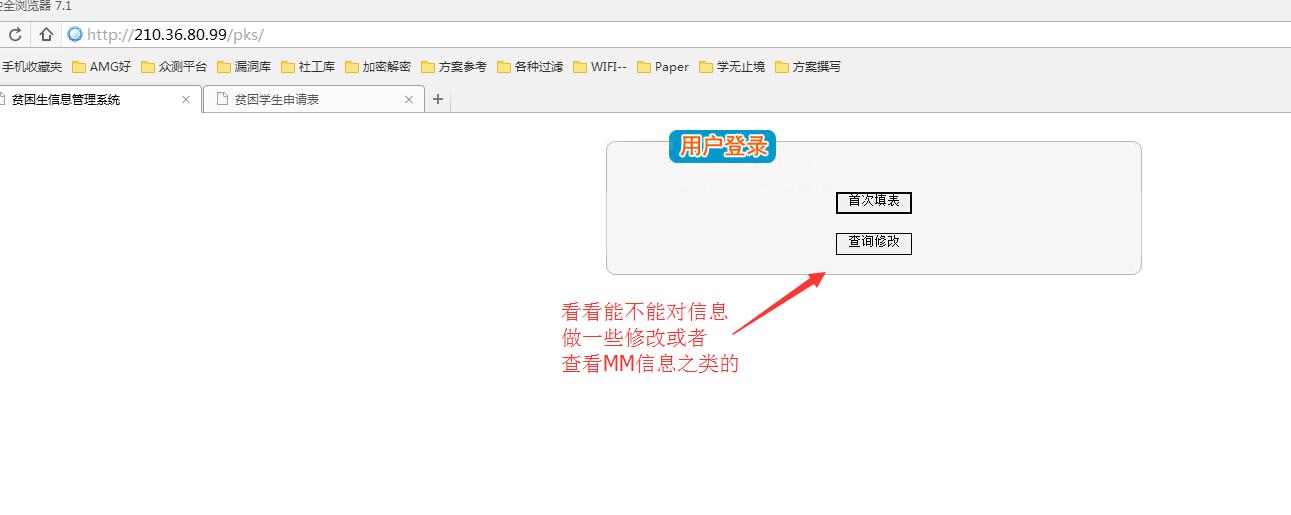 安全浏览器 7.1
http://210.36.80.99/pks/
手机收藏夹 AMG好 众测平台 漏洞库 社工库 加密解密 方案参考 各种过滤 WIFI-- Paper 学无止境 方案撰写
贫困生信息管理系统 × 贫困学生申请表 × +
用户登录
首次填表
查询修改
看看能不能对信息
做一些修改或者
查看MM信息之类的